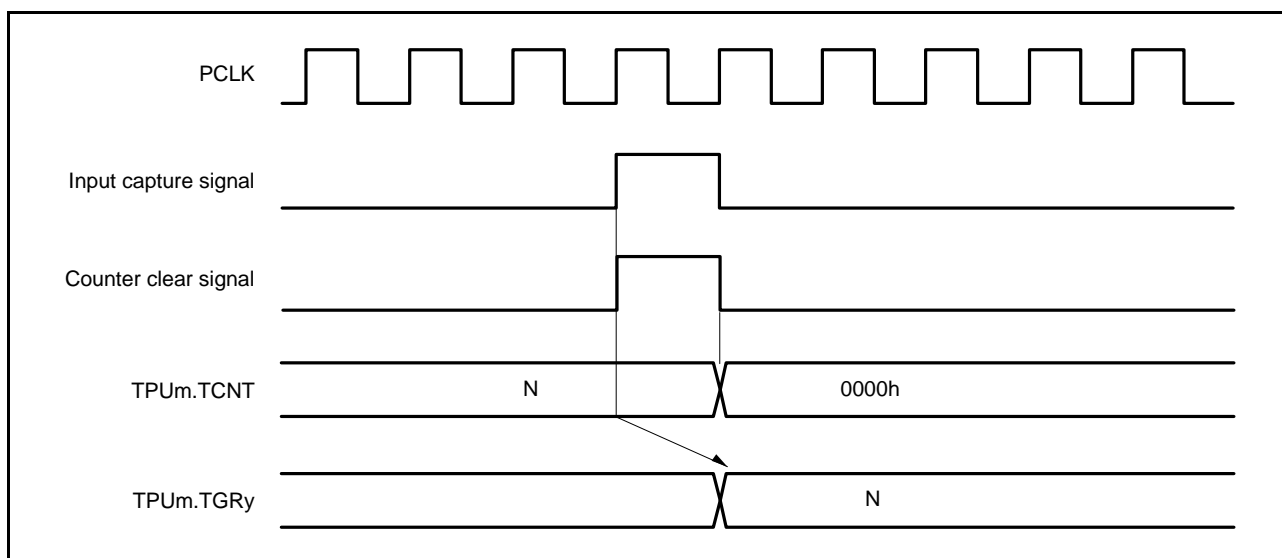 PCLK
Input capture signal
Counter clear signal
TPUm.TCNT
N
0000h
TPUm.TGRy
N